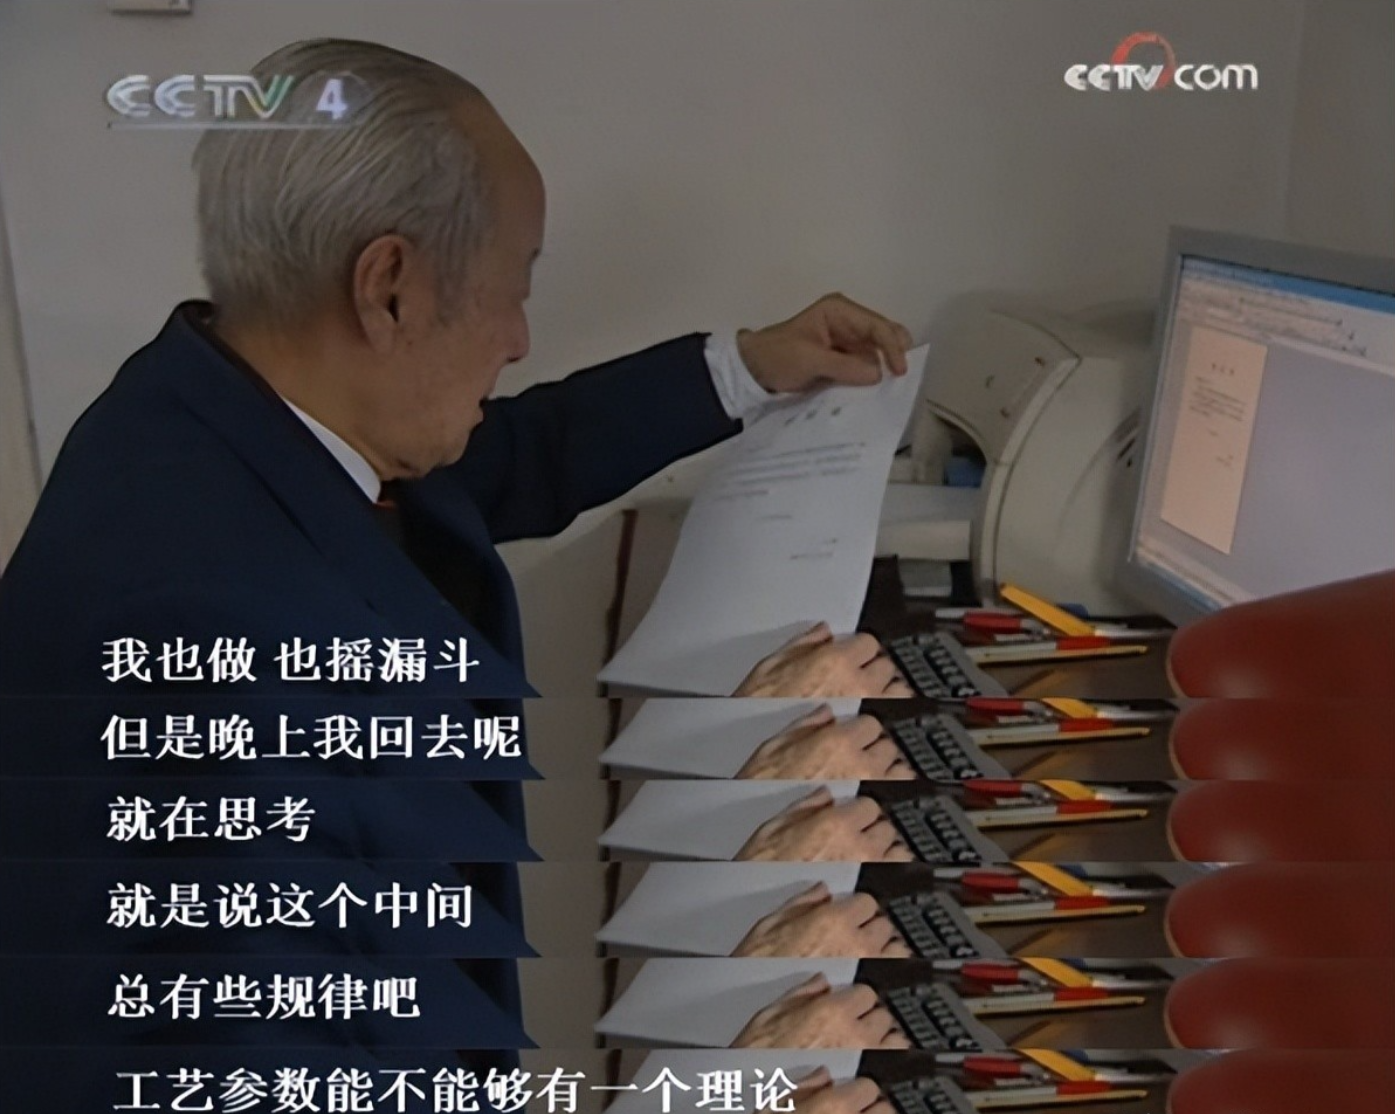 CCTV 4
CCTV.com
我也做 也摇漏斗
但是晚上我回去呢
就在思考
就是说这个中间
总有些规律吧
工艺参数能不能够有一个理论